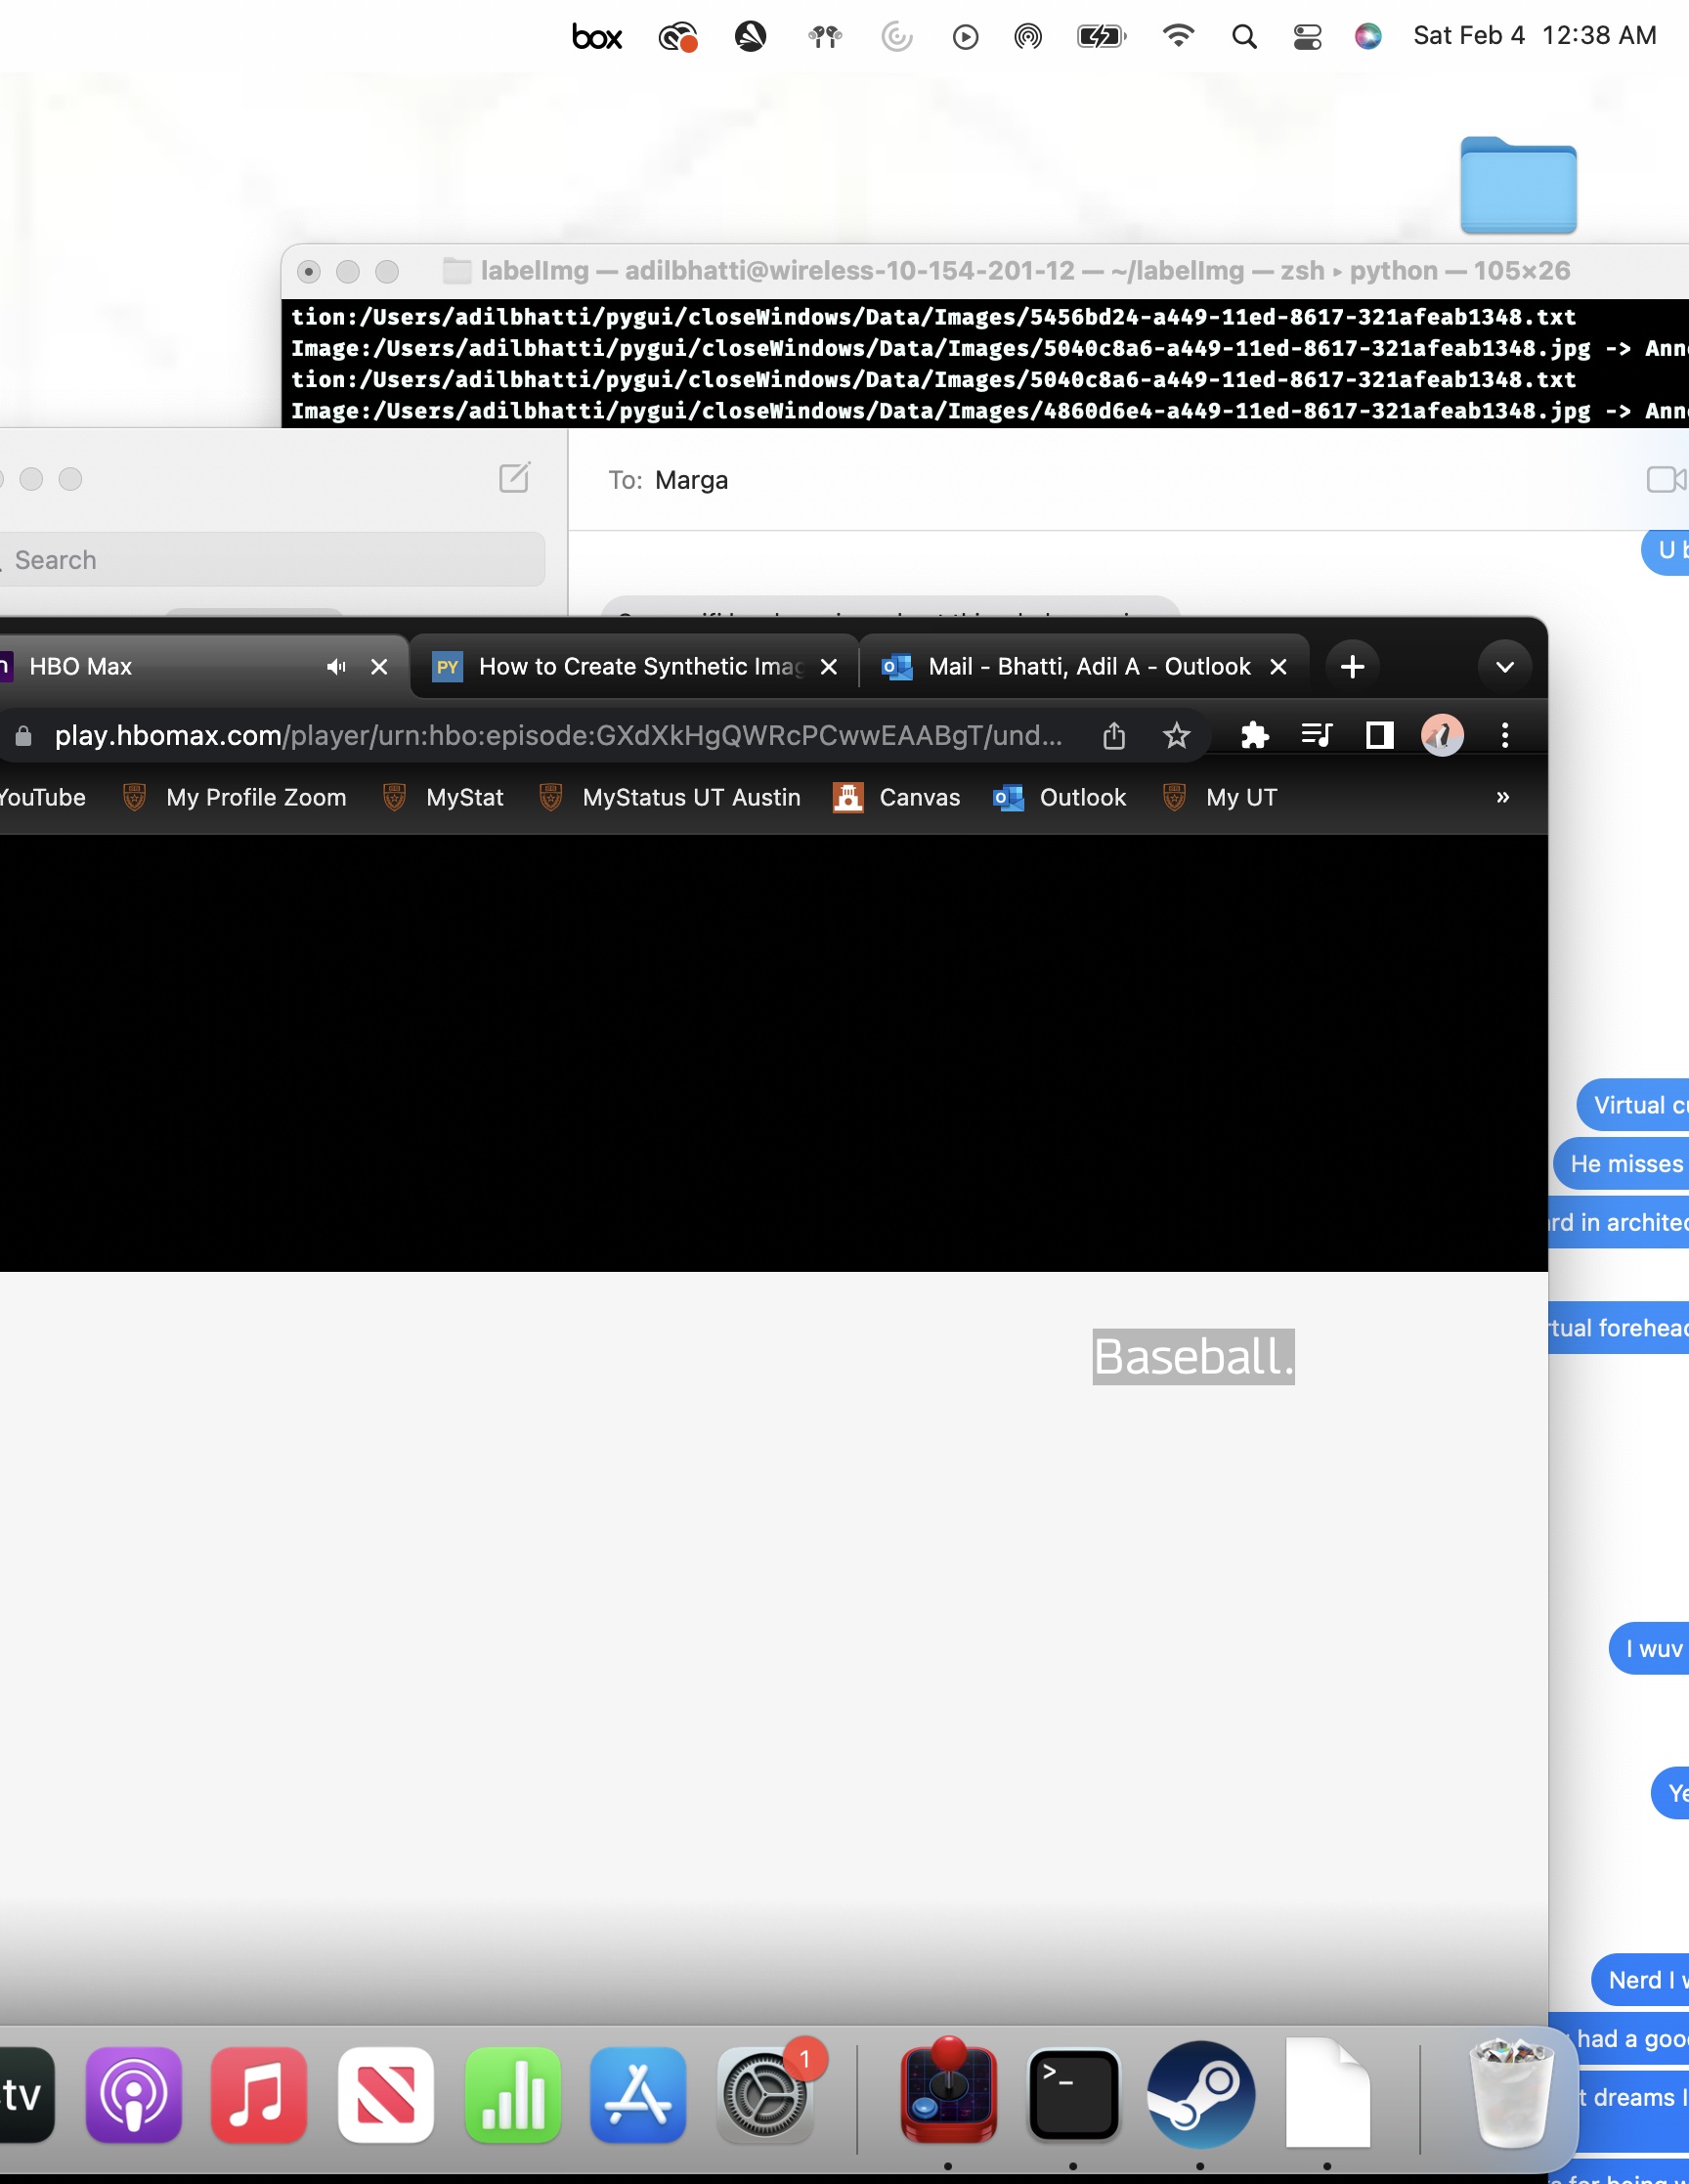 box Sat Feb 4 12:38 AM
labelImg — adilbhatti@wireless-10-154-201-12 — ~/labelImg — zsh ▸ python — 105×26
tion:/Users/adilbhatti/pygui/closeWindows/Data/Images/5456bd24-a449-11ed-8617-321afeab1348.txt
Image:/Users/adilbhatti/pygui/closeWindows/Data/Images/5040c8a6-a449-11ed-8617-321afeab1348.jpg -> Ann
tion:/Users/adilbhatti/pygui/closeWindows/Data/Images/5040c8a6-a449-11ed-8617-321afeab1348.txt
Image:/Users/adilbhatti/pygui/closeWindows/Data/Images/4860d6e4-a449-11ed-8617-321afeab1348.jpg -> Ann
To: Marga
U b
Search
HBO Max
PY How to Create Synthetic Imag
Mail - Bhatti, Adil A - Outlook
play.hbomax.com/player/urn:hbo:episode:GXdXkHgQWRcPCwwEAABgT/und...
YouTube My Profile Zoom MyStat MyStatus UT Austin Canvas Outlook My UT »
Virtual cu
He misses
rd in architec
rtual forehead
Baseball.
I wuv
Ye
Nerd I w
had a goo
t dreams I
tv 1 >_
for being w